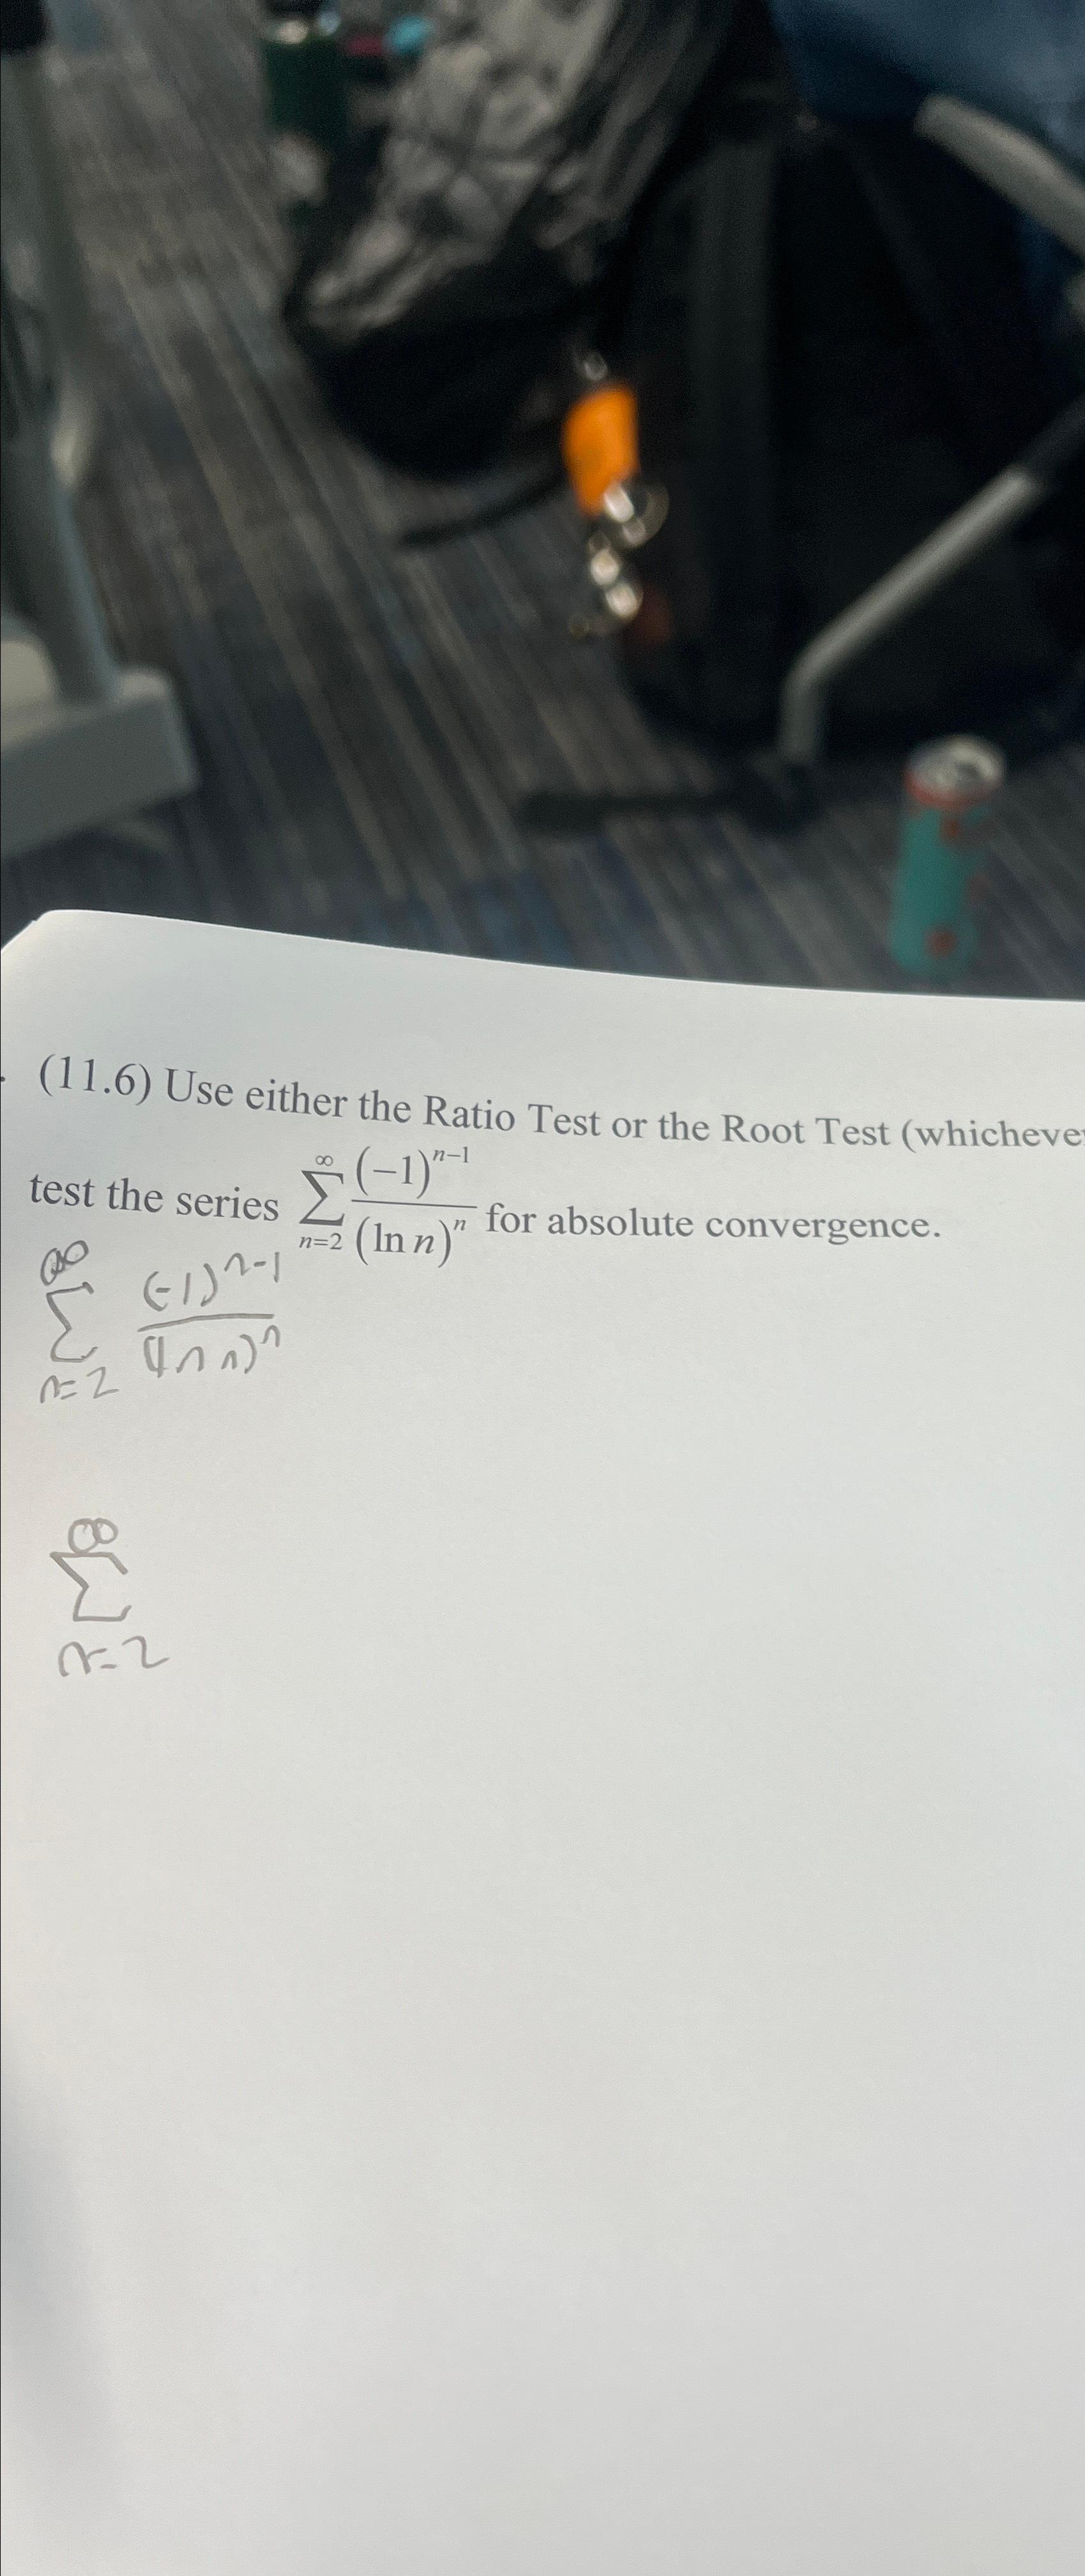 (11.6) Use either the Ratio Test or the Root Test (whicheve
test the series ∑_{n=2}^{∞} (-1)^{n-1}/(ln n)^n for absolute convergence.
∑_{n=2}^{∞} (-1)^{n-1}/(ln n)^n
∑_{n=2}^{∞}